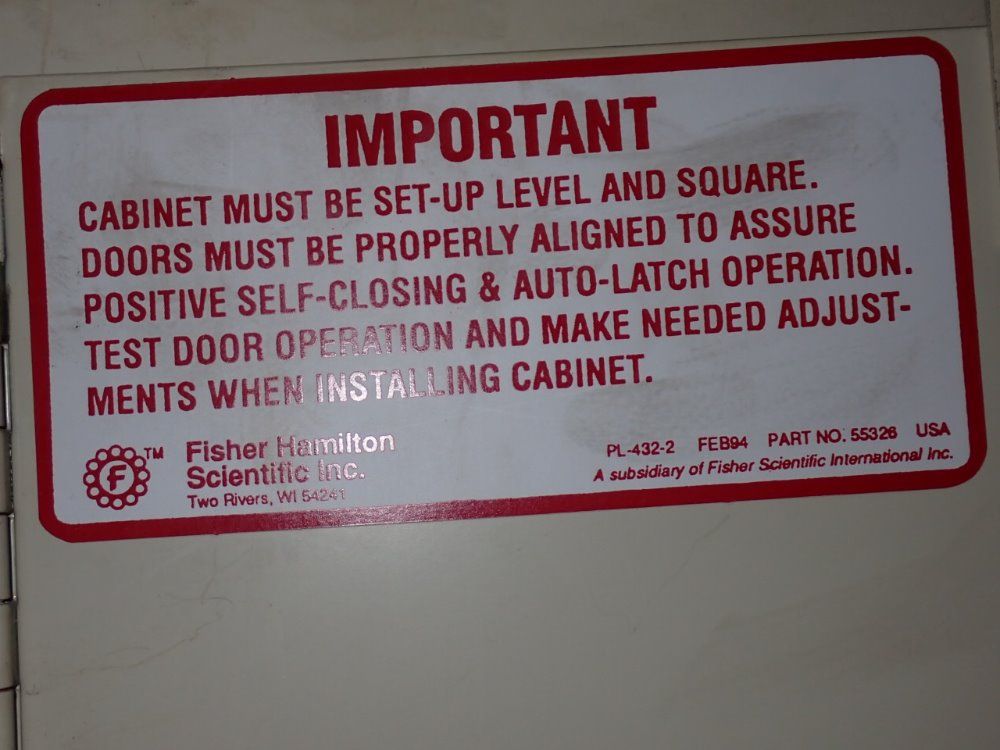 IMPORTANT
CABINET MUST BE SET-UP LEVEL AND SQUARE.
DOORS MUST BE PROPERLY ALIGNED TO ASSURE
POSITIVE SELF-CLOSING & AUTO-LATCH OPERATION.
TEST DOOR OPERATION AND MAKE NEEDED ADJUST-
MENTS WHEN INSTALLING CABINET.
F TM
Fisher Hamilton
Scientific Inc.
Two Rivers, WI 54241
PL-432-2 FEB94 PART NO. 55326 USA
A subsidiary of Fisher Scientific International Inc.